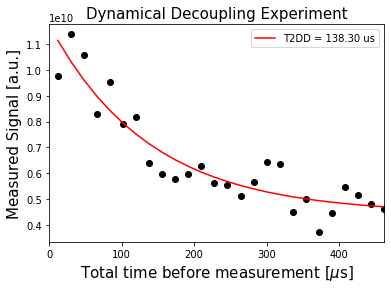 Dynamical Decoupling Experiment
1e10
T2DD = 138.30 us
1.1
1.0
0.9
0.8
0.7
0.6
0.5
0.4
Measured Signal [a.u.]
0 100 200 300 400
Total time before measurement [μs]